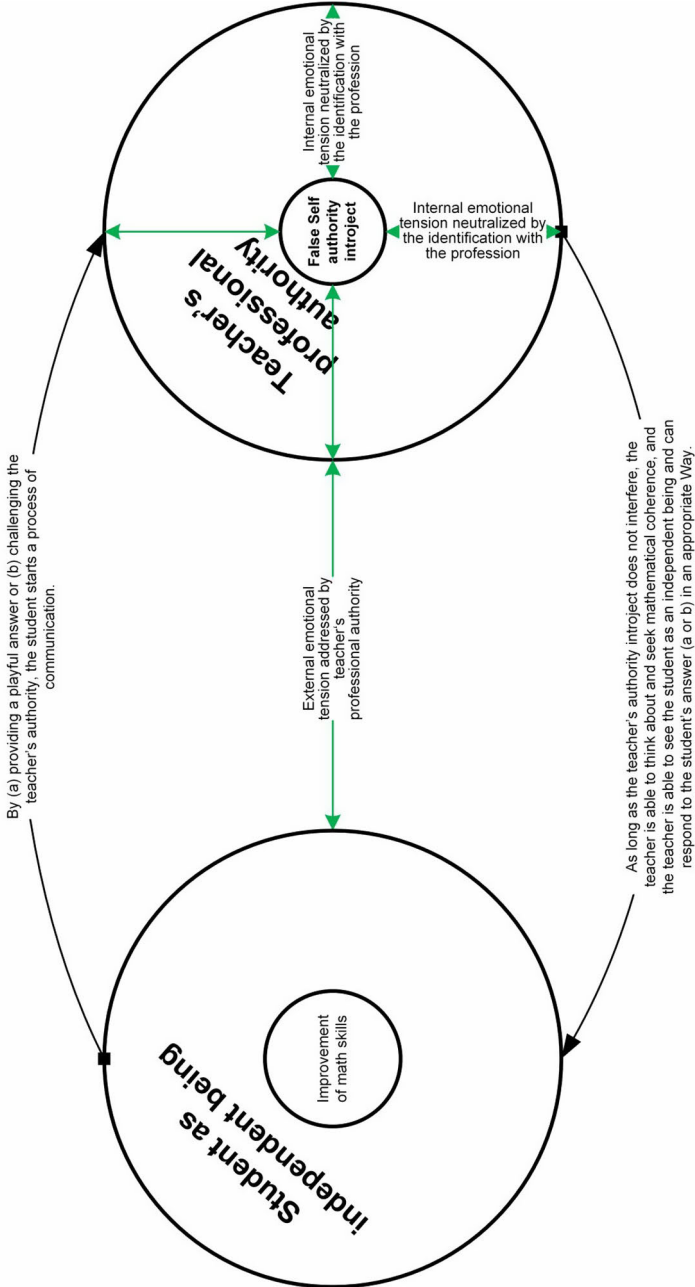 By (a) providing a playful answer or (b) challenging the
teacher's authority, the student starts a process of
communication.
Student as
independent being
Improvement
of math skills
External emotional
tension addressed by
teacher's
professional authority
Teacher's
professional
authority
False Self
authority
introject
Internal emotional
tension neutralized by
the identification with
the profession
Internal emotional
tension neutralized by
the identification with
the profession
As long as the teacher's authority introject does not interfere, the
teacher is able to think about and seek mathematical coherence, and
the teacher is able to see the student as an independent being and can
respond to the student's answer (a or b) in an appropriate Way.